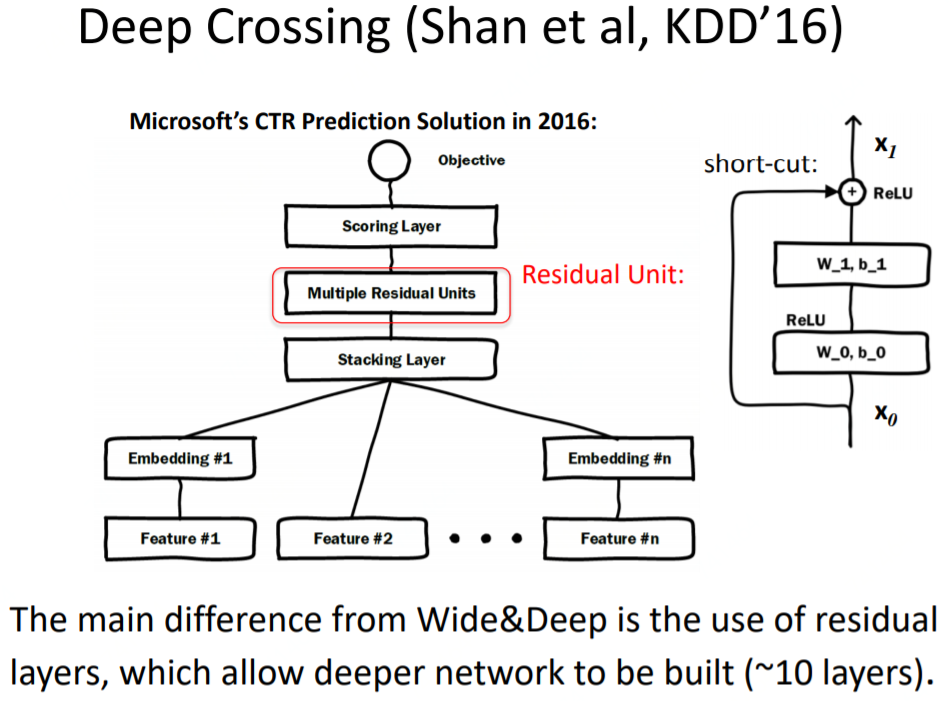 Deep Crossing (Shan et al, KDD’16)
Microsoft’s CTR Prediction Solution in 2016:
Objective
Scoring Layer
Multiple Residual Units
Residual Unit:
Stacking Layer
Embedding #1
Embedding #n
Feature #1
Feature #2
Feature #n
short-cut:
X1
+
ReLU
W_1, b_1
ReLU
W_0, b_0
X0
The main difference from Wide&Deep is the use of residual
layers, which allow deeper network to be built (~10 layers).